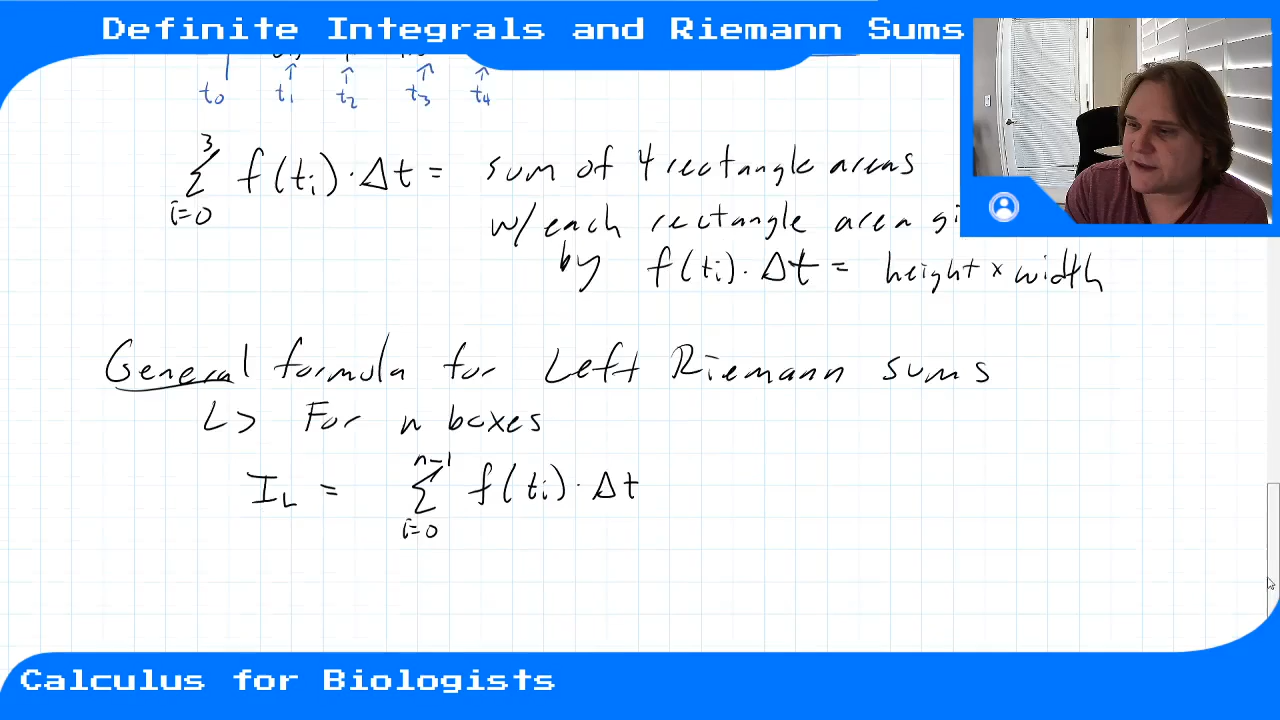 Definite Integrals and Riemann Sums
t₀ t₁ t₂ t₃ t₄
3
∑ f(tᵢ)·Δt = sum of 4 rectangle areas
i=0
w/ each rectangle area
by f(tᵢ)·Δt = height × width
General formula for Left Riemann sums
L> For n boxes
n-1
I_L = ∑ f(tᵢ)·Δt
i=0
Calculus for Biologists